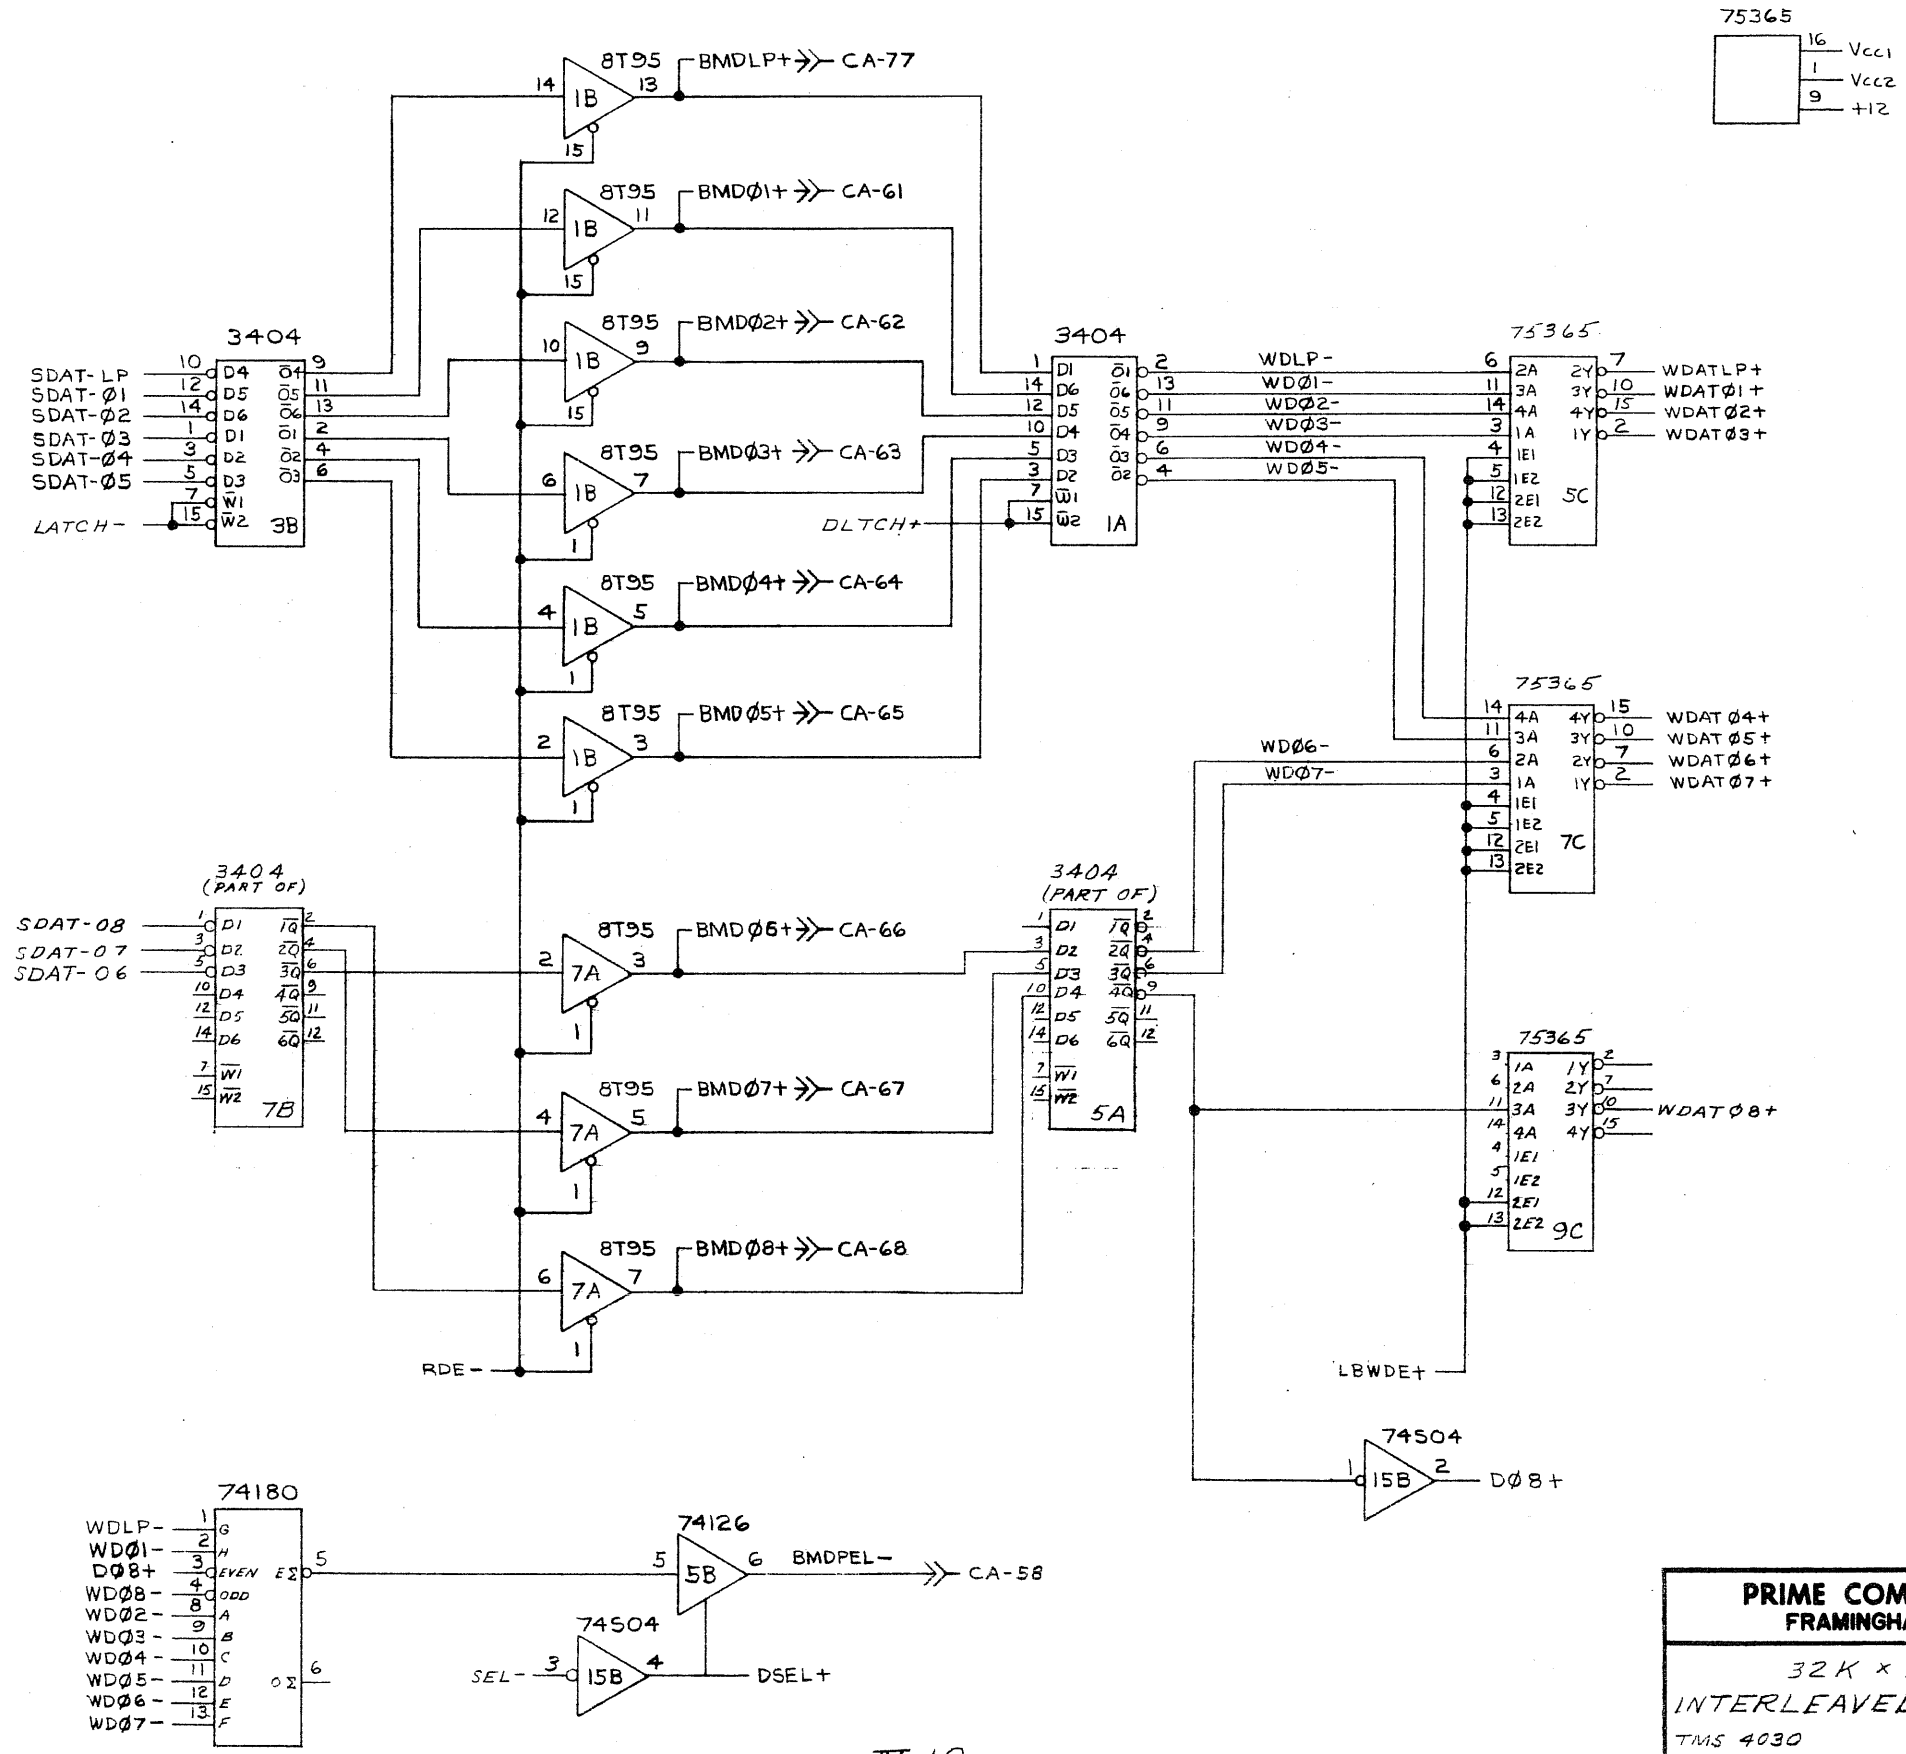 75365
16 Vcc1
1 Vcc2
9 +12
8T95 BMDLP+ CA-77
14 1B 13
15
8T95 BMDØ1+ CA-61
12 1B 11
15
8T95 BMDØ2+ CA-62
10 1B 9
15
8T95 BMDØ3+ CA-63
6 1B 7
1
8T95 BMDØ4+ CA-64
4 1B 5
1
8T95 BMDØ5+ CA-65
2 1B 3
1
3404
SDAT-LP 10 D4 O4 9
SDAT-Ø1 12 D5 O5 11
SDAT-Ø2 14 D6 O6 13
SDAT-Ø3 1 D1 O1 2
SDAT-Ø4 3 D2 O2 4
SDAT-Ø5 5 D3 O3 6
7 W1
LATCH- 15 W2 3B
3404
1 D1 O1 2 WDLP-
14 D6 O6 13 WDØ1-
12 D5 O5 11 WDØ2-
10 D4 O4 9 WDØ3-
5 D3 O3 6 WDØ4-
3 D2 O2 4 WDØ5-
7 W1
DLTCH+ 15 W2 1A
75365
6 2A 2Y 7 WDATLP+
11 3A 3Y 10 WDATØ1+
14 4A 4Y 15 WDATØ2+
3 1A 1Y 2 WDATØ3+
4 1E1
5 1E2 5C
12 2E1
13 2E2
75365
14 4A 4Y 15 WDATØ4+
11 3A 3Y 10 WDATØ5+
WDØ6- 6 2A 2Y 7 WDATØ6+
WDØ7- 3 1A 1Y 2 WDATØ7+
4 1E1
5 1E2 7C
12 2E1
13 2E2
3404
(PART OF)
SDAT-08 1 D1 1Q 2
SDAT-07 3 D2 2Q 4
SDAT-06 5 D3 3Q 6
10 D4 4Q 9
12 D5 5Q 11
14 D6 6Q 12
7 W1
15 W2 7B
8T95 BMDØ6+ CA-66
2 7A 3
1
8T95 BMDØ7+ CA-67
4 7A 5
1
8T95 BMDØ8+ CA-68
6 7A 7
1
RDE-
3404
(PART OF)
1 D1 1Q 2
3 D2 2Q 4
5 D3 3Q 6
10 D4 4Q 9
12 D5 5Q 11
14 D6 6Q 12
7 W1
15 W2 5A
75365
3 1A 1Y 2
6 2A 2Y 7
11 3A 3Y 10 WDATØ8+
14 4A 4Y 15
4 1E1
5 1E2
12 2E1
13 2E2 9C
LBWDE+
74S04
1 15B 2 DØ8+
74180
WDLP- 1 G
WDØ1- 2 H
DØ8+ 3 EVEN EΣ 5
WDØ8- 4 ODD
WDØ2- 8 A
WDØ3- 9 B
WDØ4- 10 C
WDØ5- 11 D OΣ 6
WDØ6- 12 E
WDØ7- 13 F
74126
5 5B 6 BMDPEL- CA-58
74S04
SEL- 3 15B 4 DSEL+
PRIME COM
FRAMINGHA
32K ×
INTERLEAVE
TMS 4030